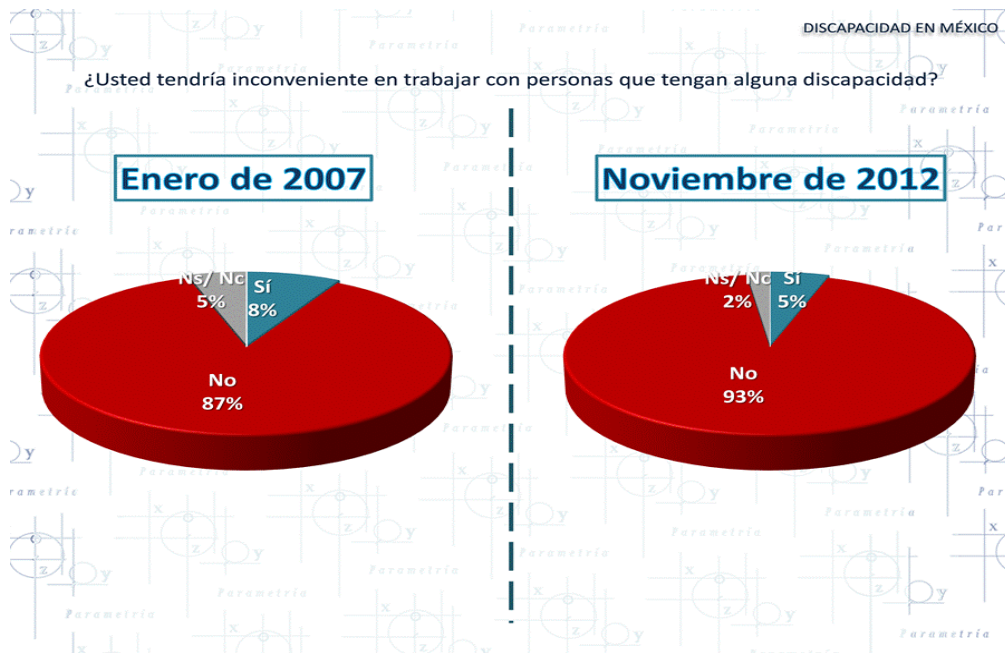 DISCAPACIDAD EN MÉXICO
¿Usted tendría inconveniente en trabajar con personas que tengan alguna discapacidad?
Enero de 2007
Ns/ Nc
5%
Sí
8%
No
87%
Noviembre de 2012
Ns/ Nc
2%
Sí
5%
No
93%
Parametría